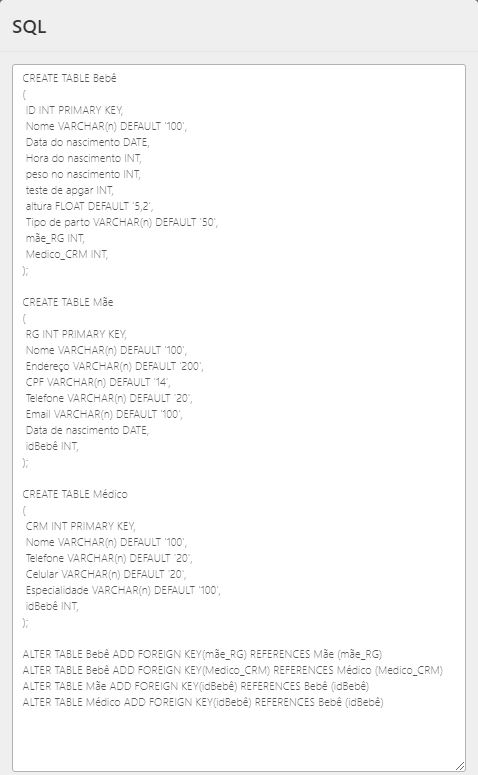 SQL
CREATE TABLE Bebê
(
ID INT PRIMARY KEY,
Nome VARCHAR(n) DEFAULT '100',
Data do nascimento DATE,
Hora do nascimento INT,
peso no nascimento INT,
teste de apgar INT,
altura FLOAT DEFAULT '5,2',
Tipo de parto VARCHAR(n) DEFAULT '50',
mãe_RG INT,
Medico_CRM INT,
);
CREATE TABLE Mãe
(
RG INT PRIMARY KEY,
Nome VARCHAR(n) DEFAULT '100',
Endereço VARCHAR(n) DEFAULT '200',
CPF VARCHAR(n) DEFAULT '14',
Telefone VARCHAR(n) DEFAULT '20',
Email VARCHAR(n) DEFAULT '100',
Data de nascimento DATE,
idBebê INT,
);
CREATE TABLE Médico
(
CRM INT PRIMARY KEY,
Nome VARCHAR(n) DEFAULT '100',
Telefone VARCHAR(n) DEFAULT '20',
Celular VARCHAR(n) DEFAULT '20',
Especialidade VARCHAR(n) DEFAULT '100',
idBebê INT,
);
ALTER TABLE Bebê ADD FOREIGN KEY(mãe_RG) REFERENCES Mãe (mãe_RG)
ALTER TABLE Bebê ADD FOREIGN KEY(Medico_CRM) REFERENCES Médico (Medico_CRM)
ALTER TABLE Mãe ADD FOREIGN KEY(idBebê) REFERENCES Bebê (idBebê)
ALTER TABLE Médico ADD FOREIGN KEY(idBebê) REFERENCES Bebê (idBebê)